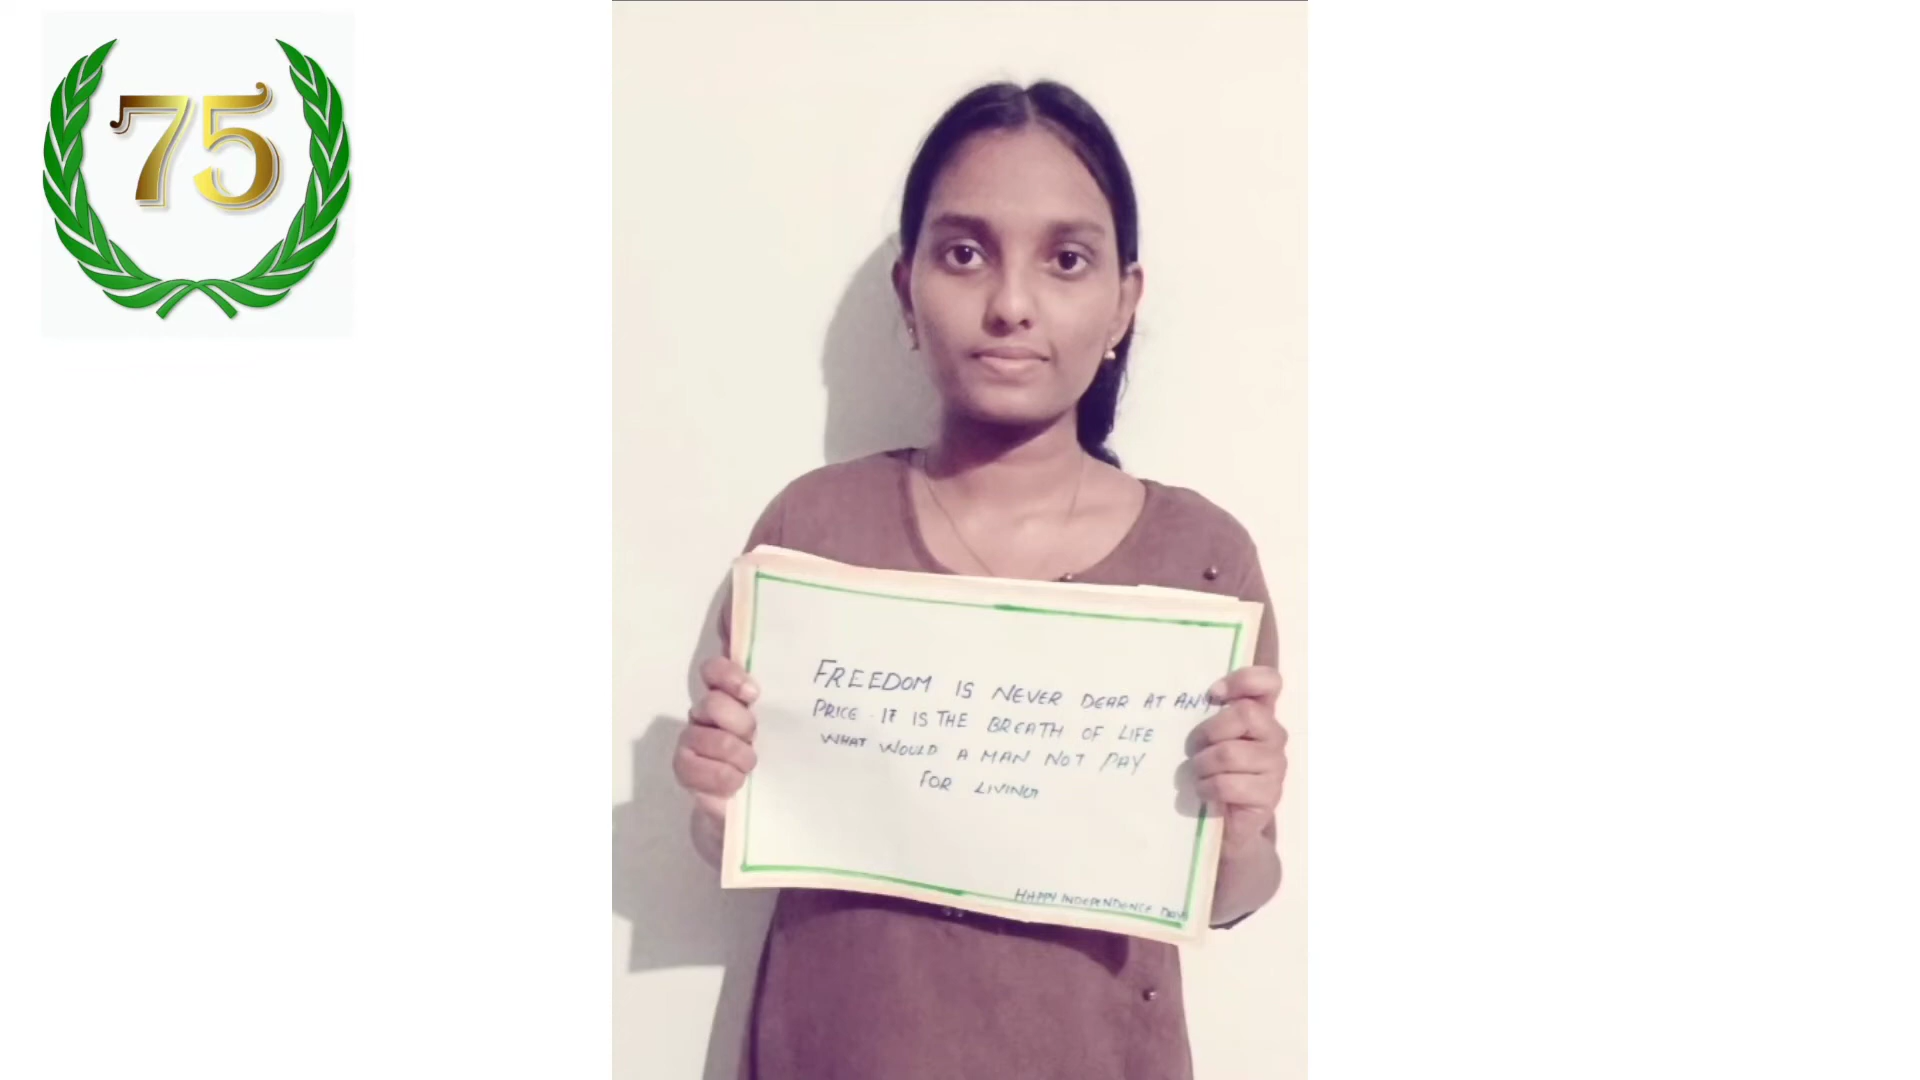 75
FREEDOM IS NEVER DEAR AT ANY
PRICE - IT IS THE BREATH OF LIFE
WHAT WOULD A MAN NOT PAY
FOR LIVING
HAPPY INDEPENDENCE DAY